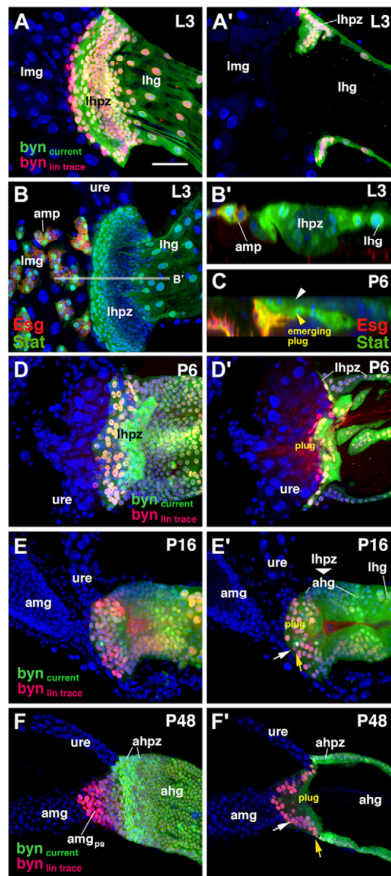 A
L3
lmg
lhpz
lhg
byn current
byn lin trace
A'
L3
lhpz
lmg
lhg
B
ure
L3
amp
lmg
lhg
B'
lhpz
Esg
Stat
B'
L3
lhpz
amp
lhg
C
P6
emerging
plug
Esg
Stat
D
P6
lhpz
byn current
ure
byn lin trace
D'
lhpz
P6
plug
ure
E
P16
ure
amg
byn current
byn lin trace
E'
P16
lhpz
ure
ahg
lhg
amg
plug
F
P48
ahpz
ure
amg
ahg
amg ps
byn current
byn lin trace
F'
P48
ahpz
ure
plug
amg
ahg